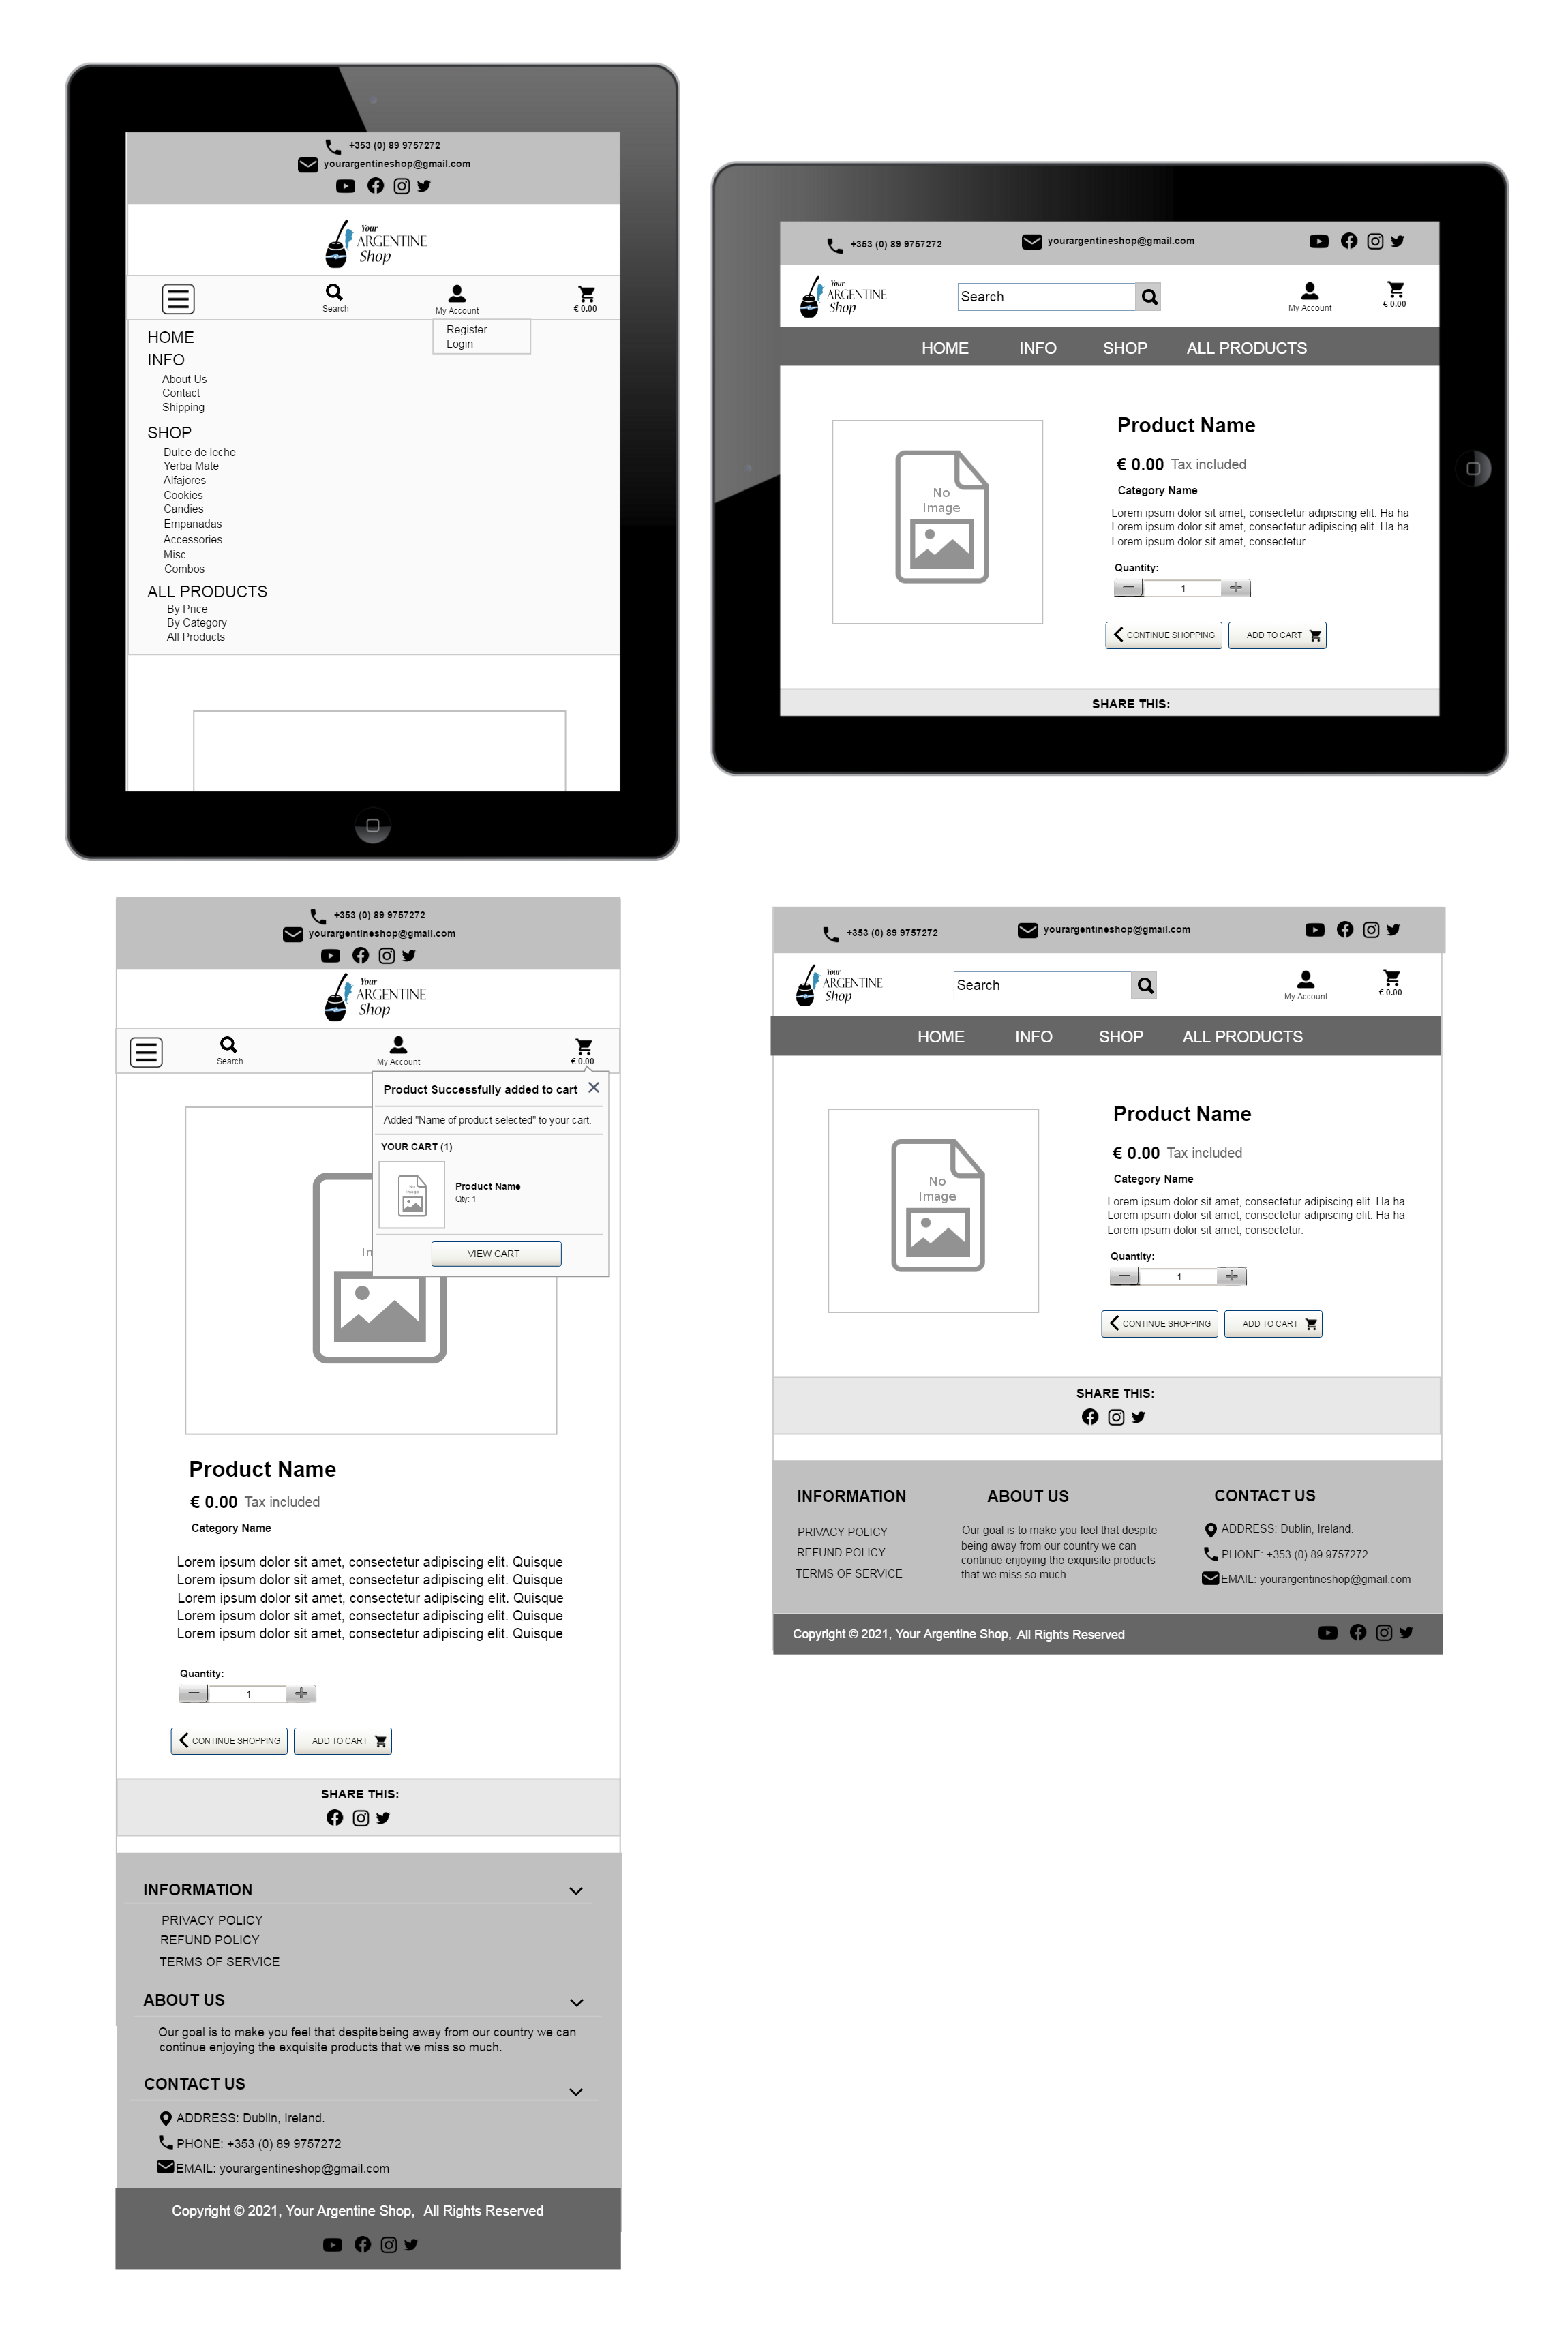 +353 (0) 89 9757272
yourargentineshop@gmail.com
Your
ARGENTINE
Shop
Search
My Account
€ 0.00
Register
Login
HOME
INFO
About Us
Contact
Shipping
SHOP
Dulce de leche
Yerba Mate
Alfajores
Cookies
Candies
Empanadas
Accessories
Misc
Combos
ALL PRODUCTS
By Price
By Category
All Products
+353 (0) 89 9757272
yourargentineshop@gmail.com
Your
ARGENTINE
Shop
Search
My Account
€ 0.00
HOME INFO SHOP ALL PRODUCTS
No
Image
Product Name
€ 0.00 Tax included
Category Name
Lorem ipsum dolor sit amet, consectetur adipiscing elit. Ha ha
Lorem ipsum dolor sit amet, consectetur adipiscing elit. Ha ha
Lorem ipsum dolor sit amet, consectetur.
Quantity:
1
CONTINUE SHOPPING
ADD TO CART
SHARE THIS:
+353 (0) 89 9757272
yourargentineshop@gmail.com
Your
ARGENTINE
Shop
Search
My Account
€ 0.00
Product Successfully added to cart
Added "Name of product selected" to your cart.
YOUR CART (1)
No
Image
Product Name
Qty: 1
VIEW CART
Product Name
€ 0.00 Tax included
Category Name
Lorem ipsum dolor sit amet, consectetur adipiscing elit. Quisque
Lorem ipsum dolor sit amet, consectetur adipiscing elit. Quisque
Lorem ipsum dolor sit amet, consectetur adipiscing elit. Quisque
Lorem ipsum dolor sit amet, consectetur adipiscing elit. Quisque
Lorem ipsum dolor sit amet, consectetur adipiscing elit. Quisque
Quantity:
1
CONTINUE SHOPPING
ADD TO CART
SHARE THIS:
INFORMATION
PRIVACY POLICY
REFUND POLICY
TERMS OF SERVICE
ABOUT US
Our goal is to make you feel that despitebeing away from our country we can
continue enjoying the exquisite products that we miss so much.
CONTACT US
ADDRESS: Dublin, Ireland.
PHONE: +353 (0) 89 9757272
EMAIL: yourargentineshop@gmail.com
Copyright © 2021, Your Argentine Shop, All Rights Reserved
+353 (0) 89 9757272
yourargentineshop@gmail.com
Your
ARGENTINE
Shop
Search
My Account
€ 0.00
HOME INFO SHOP ALL PRODUCTS
No
Image
Product Name
€ 0.00 Tax included
Category Name
Lorem ipsum dolor sit amet, consectetur adipiscing elit. Ha ha
Lorem ipsum dolor sit amet, consectetur adipiscing elit. Ha ha
Lorem ipsum dolor sit amet, consectetur.
Quantity:
1
CONTINUE SHOPPING
ADD TO CART
SHARE THIS:
INFORMATION
PRIVACY POLICY
REFUND POLICY
TERMS OF SERVICE
ABOUT US
Our goal is to make you feel that despite
being away from our country we can
continue enjoying the exquisite products
that we miss so much.
CONTACT US
ADDRESS: Dublin, Ireland.
PHONE: +353 (0) 89 9757272
EMAIL: yourargentineshop@gmail.com
Copyright © 2021, Your Argentine Shop, All Rights Reserved